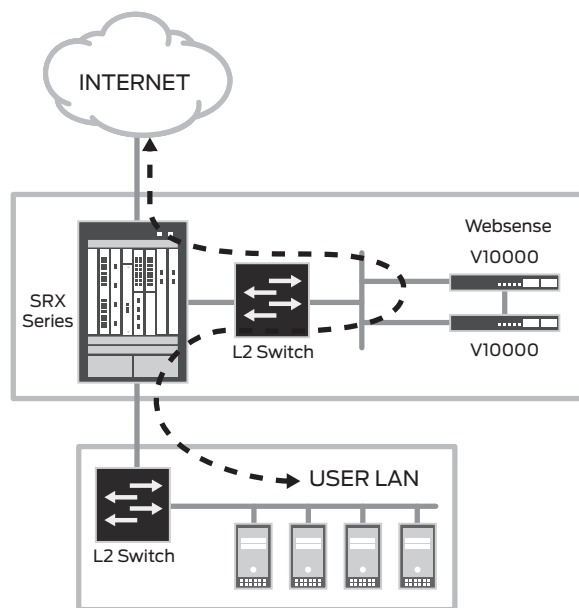 INTERNET
Websense
V10000
SRX
Series
L2 Switch
V10000
USER LAN
L2 Switch